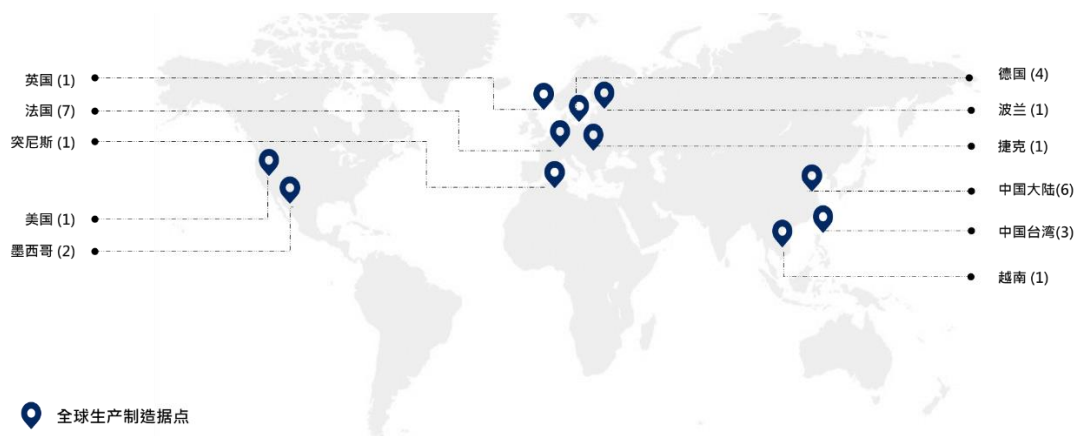 英国 (1)
法国 (7)
突尼斯 (1)
美国 (1)
墨西哥 (2)
德国 (4)
波兰 (1)
捷克 (1)
中国大陆(6)
中国台湾(3)
越南 (1)
全球生产制造据点